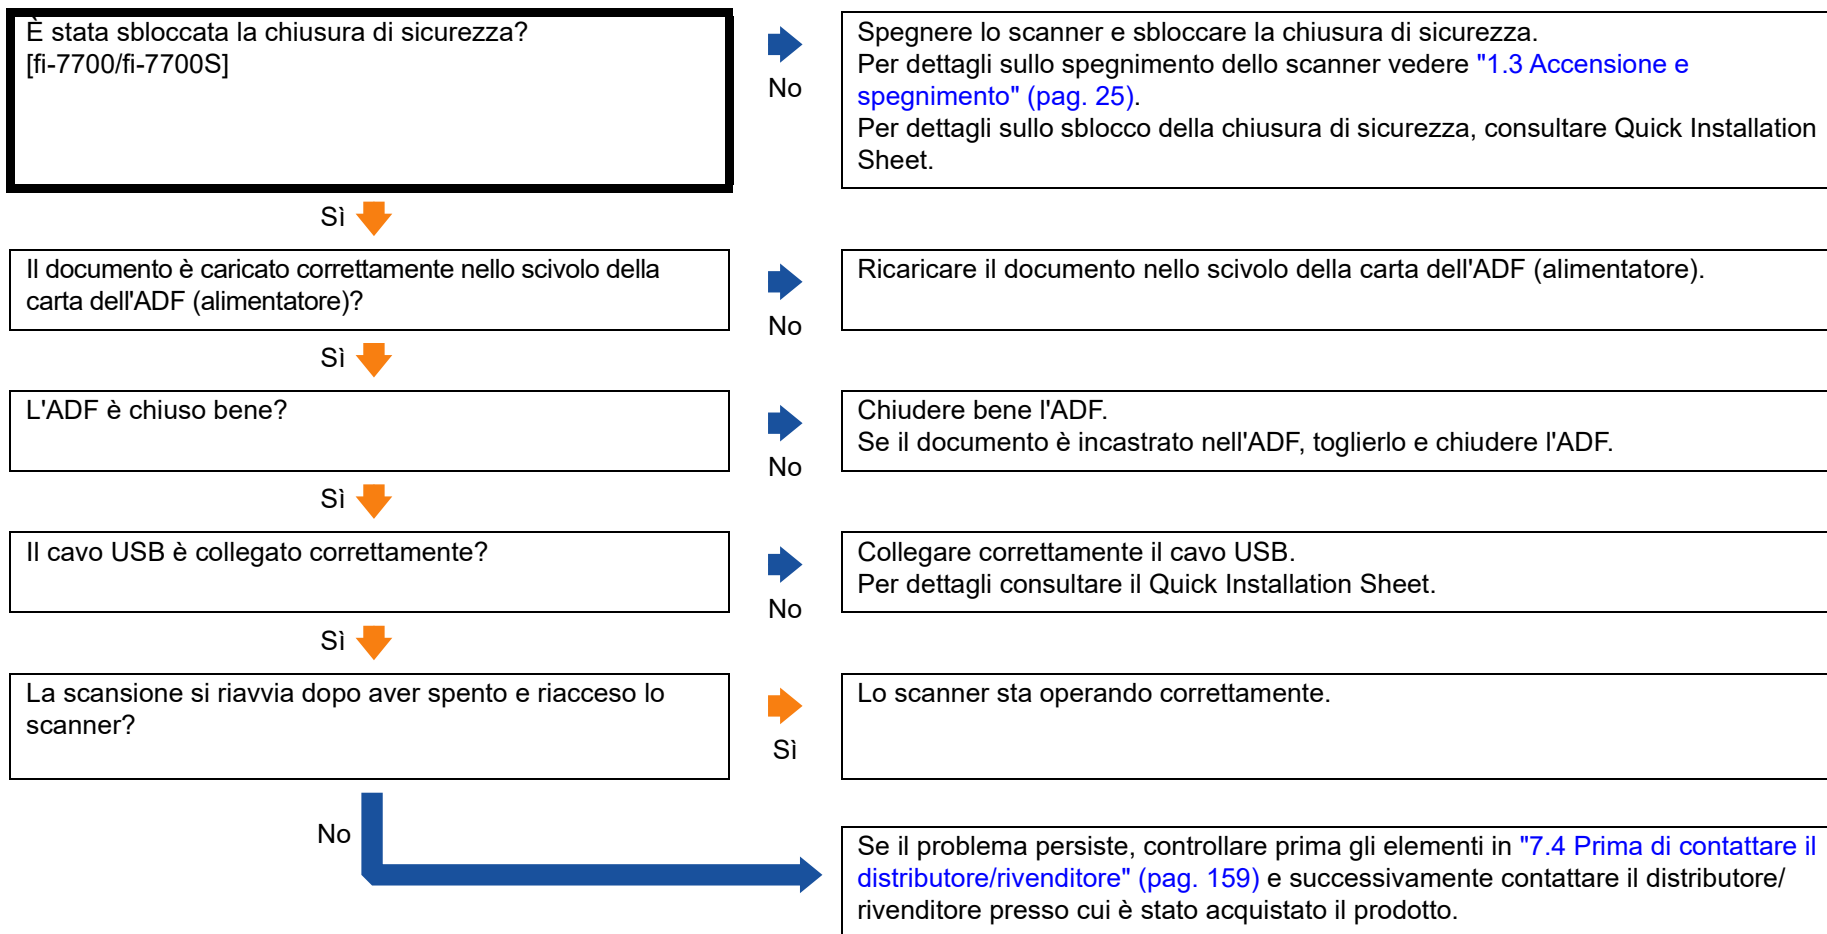 È stata sbloccata la chiusura di sicurezza?
[fi-7700/fi-7700S]
No
Spegnere lo scanner e sbloccare la chiusura di sicurezza.
Per dettagli sullo spegnimento dello scanner vedere "1.3 Accensione e
spegnimento" (pag. 25).
Per dettagli sullo sblocco della chiusura di sicurezza, consultare Quick Installation
Sheet.
Sì
Il documento è caricato correttamente nello scivolo della
carta dell'ADF (alimentatore)?
No
Ricaricare il documento nello scivolo della carta dell'ADF (alimentatore).
Sì
L'ADF è chiuso bene?
No
Chiudere bene l'ADF.
Se il documento è incastrato nell'ADF, toglierlo e chiudere l'ADF.
Sì
Il cavo USB è collegato correttamente?
No
Collegare correttamente il cavo USB.
Per dettagli consultare il Quick Installation Sheet.
Sì
La scansione si riavvia dopo aver spento e riacceso lo
scanner?
Sì
Lo scanner sta operando correttamente.
No
Se il problema persiste, controllare prima gli elementi in "7.4 Prima di contattare il
distributore/rivenditore" (pag. 159) e successivamente contattare il distributore/
rivenditore presso cui è stato acquistato il prodotto.